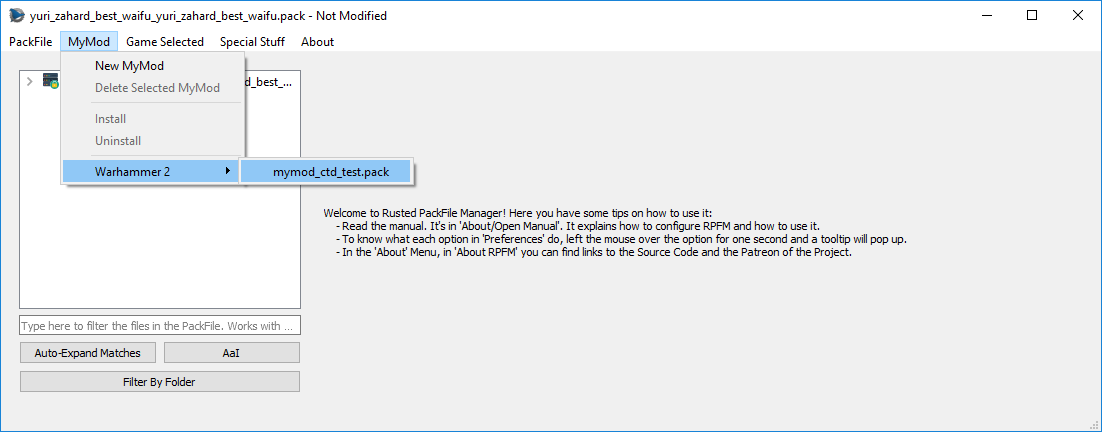 yuri_zahard_best_waifu_yuri_zahard_best_waifu.pack - Not Modified
PackFile MyMod Game Selected Special Stuff About
New MyMod
d_best_...
Delete Selected MyMod
Install
Uninstall
Warhammer 2
mymod_ctd_test.pack
Welcome to Rusted PackFile Manager! Here you have some tips on how to use it:
- Read the manual. It's in 'About/Open Manual'. It explains how to configure RPFM and how to use it.
- To know what each option in 'Preferences' do, left the mouse over the option for one second and a tooltip will pop up.
- In the 'About' Menu, in 'About RPFM' you can find links to the Source Code and the Patreon of the Project.
Type here to filter the files in the PackFile. Works with ...
Auto-Expand Matches AaI
Filter By Folder